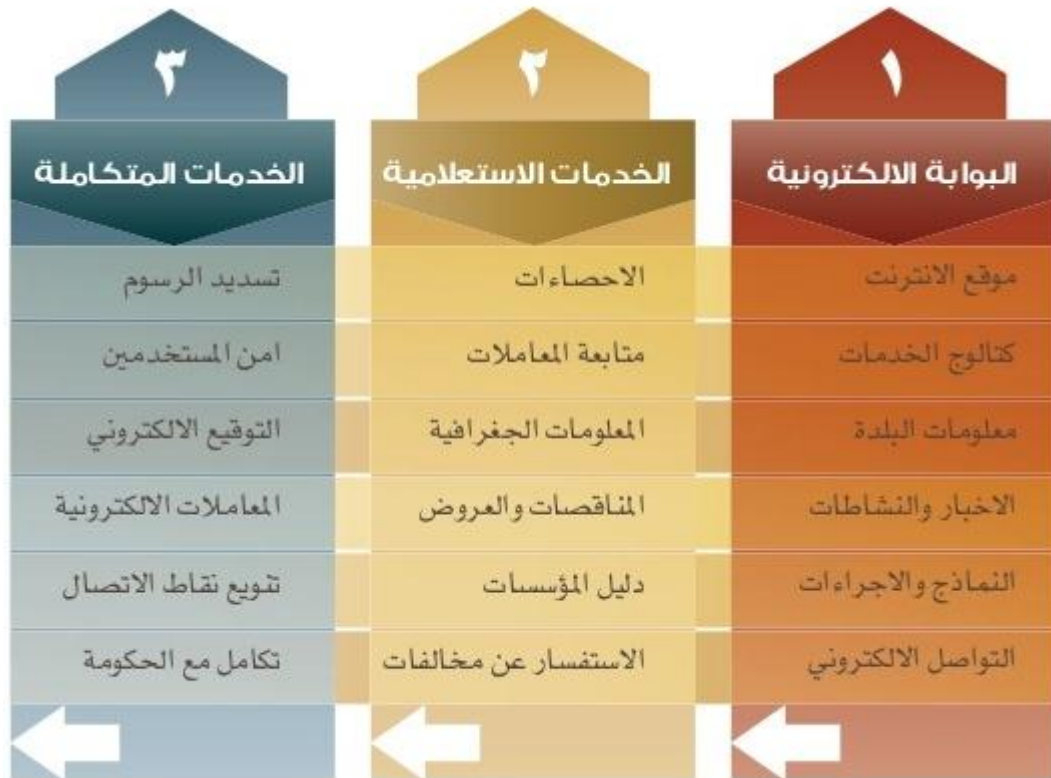 ١
البوابة الالكترونية
موقع الانترنت
كتالوج الخدمات
معلومات البلدة
الاخبار والنشاطات
النماذج والاجراءات
التواصل الالكتروني
٢
الخدمات الاستعلامية
الاحصاءات
متابعة المعاملات
المعلومات الجغرافية
المناقصات والعروض
دليل المؤسسات
الاستفسار عن مخالفات
٣
الخدمات المتكاملة
تسديد الرسوم
امن المستخدمين
التوقيع الالكتروني
المعاملات الالكترونية
تنويع نقاط الاتصال
تكامل مع الحكومة